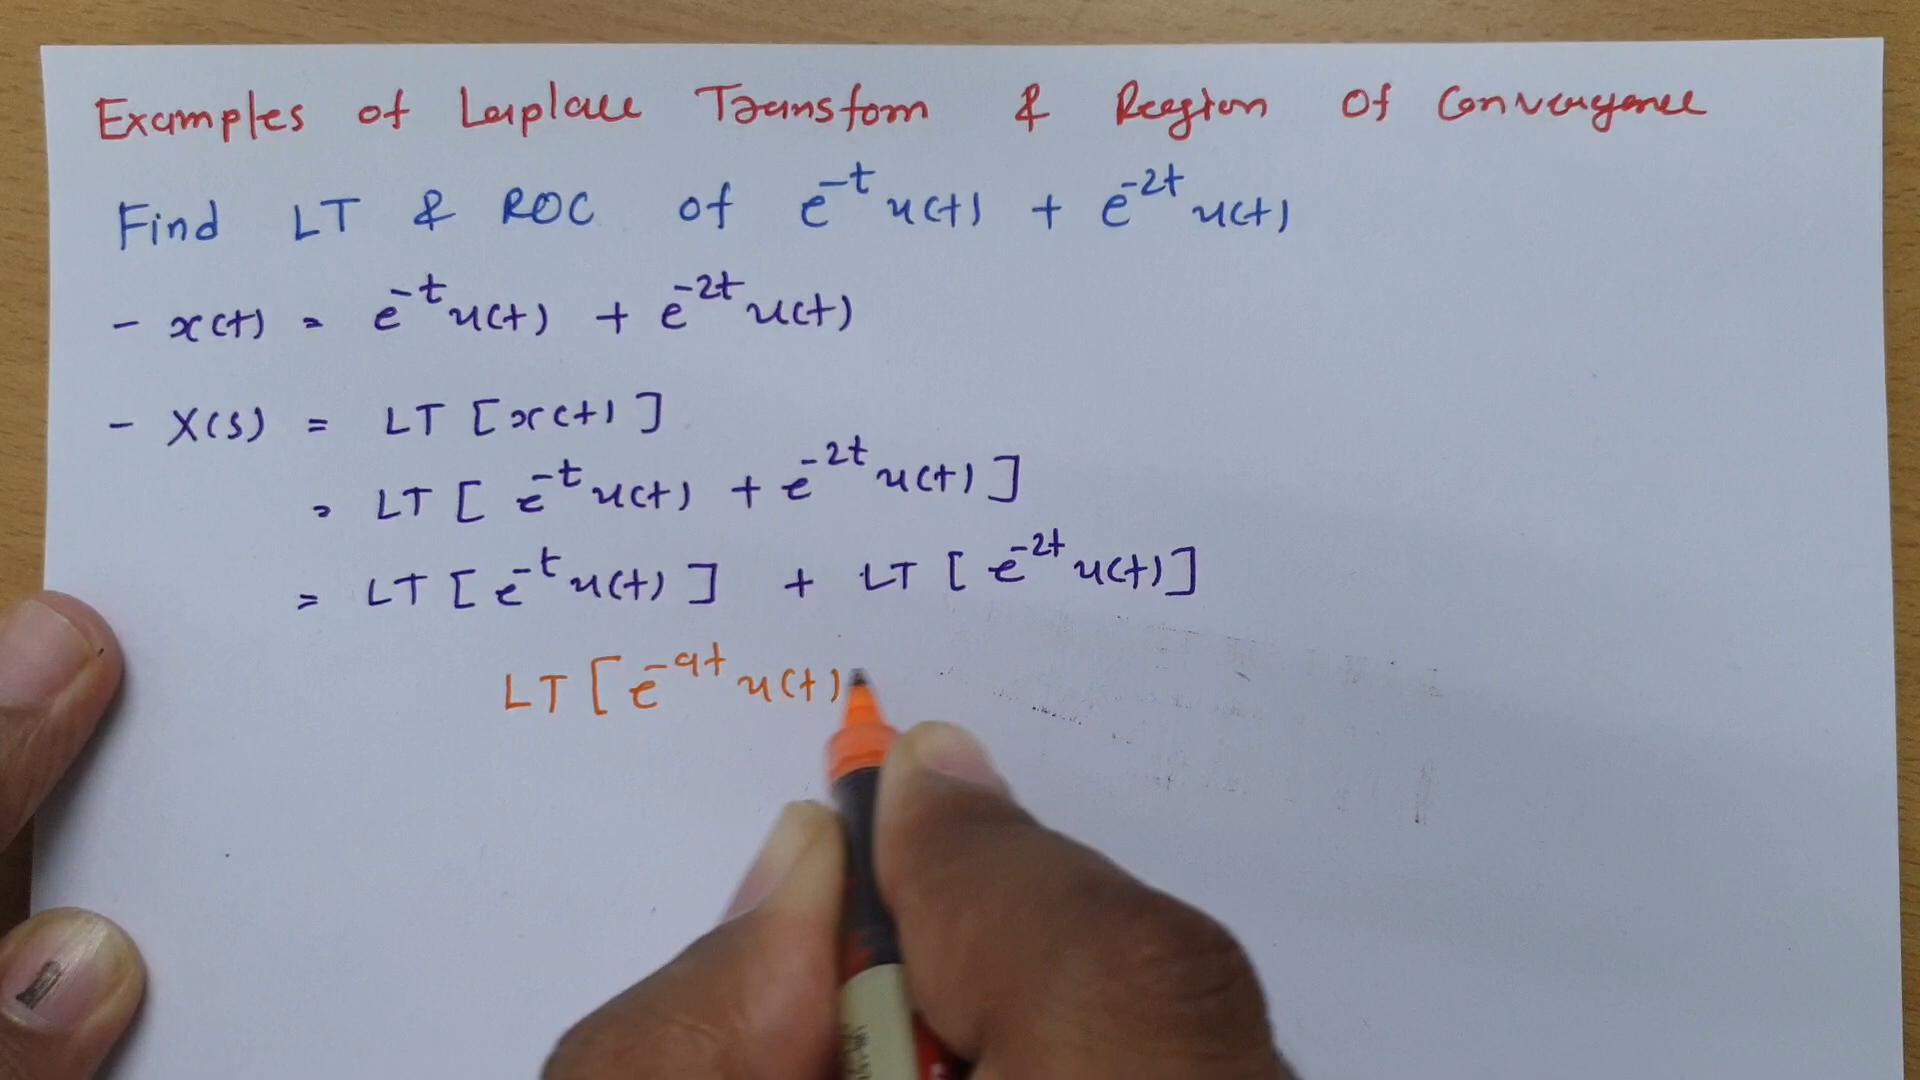 Examples of Laplace Transfom & Region Of Convergence
Find LT & ROC of e^-t u(t) + e^-2t u(t)
- x(t) = e^-t u(t) + e^-2t u(t)
- X(s) = LT [x(t)]
= LT [e^-t u(t) + e^-2t u(t)]
= LT [e^-t u(t)] + LT [e^-2t u(t)]
LT [e^-at u(t)